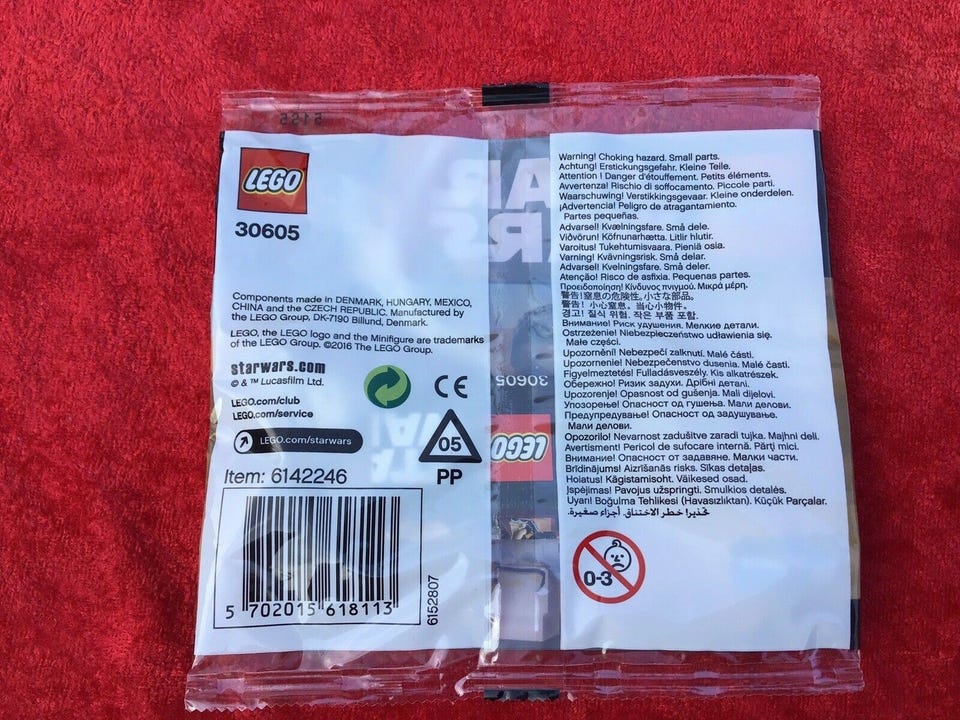 LEGO
30605
Components made in DENMARK, HUNGARY, MEXICO,
CHINA and the CZECH REPUBLIC. Manufactured by
the LEGO Group, DK-7190 Billund, Denmark.
LEGO, the LEGO logo and the Minifigure are trademarks
of the LEGO Group. ©2016 The LEGO Group.
starwars.com
© & ™ Lucasfilm Ltd.
LEGO.com/club
LEGO.com/service
LEGO.com/starwars
CE
05
PP
Item: 6142246
5 702015 618113
6152807
30605
LEGO
Warning! Choking hazard. Small parts.
Achtung! Erstickungsgefahr. Kleine Teile.
Attention ! Danger d'étouffement. Petits éléments.
Avvertenza! Rischio di soffocamento. Piccole parti.
Waarschuwing! Verstikkingsgevaar. Kleine onderdelen.
¡Advertencia! Peligro de atragantamiento.
Partes pequeñas.
Advarsel! Kvælningsfare. Små dele.
Viðvörun! Köfnunarhætta. Litlir hlutir.
Varoitus! Tukehtumisvaara. Pieniä osia.
Varning! Kvävningsrisk. Små delar.
Advarsel! Kvelningsfare. Små deler.
Atenção! Risco de asfixia. Pequenas partes.
Προειδοποίηση! Κίνδυνος πνιγμού. Μικρά μέρη.
警告!窒息の危険性。小さな部品。
警告! 小心窒息。当心小物件。
경고! 질식 위험. 작은 부품 포함.
Внимание! Риск удушения. Мелкие детали.
Ostrzeżenie! Niebezpieczeństwo udławienia się.
Małe części.
Upozornění! Nebezpečí zalknutí. Malé části.
Upozornenie! Nebezpečenstvo dusenia. Malé časti.
Figyelmeztetés! Fulladásveszély. Kis alkatrészek.
Обережно! Ризик задухи. Дрібні деталі.
Upozorenje! Opasnost od gušenja. Mali dijelovi.
Упозорење! Опасност од гушења. Мали делови.
Предупредување! Опасност од задушување.
Мали делови.
Opozorilo! Nevarnost zadušitve zaradi tujka. Majhni deli.
Avertisment! Pericol de sufocare internă. Părți mici.
Внимание! Опасност от задавяне. Малки части.
Brīdinājums! Aizrīšanās risks. Sīkas detaļas.
Hoiatus! Kägistamisoht. Väikesed osad.
Įspėjimas! Pavojus užspringti. Smulkios detalės.
Uyarı! Boğulma Tehlikesi (Havasızlıktan). Küçük Parçalar.
تحذير! خطر الاختناق. أجزاء صغيرة.
0-3